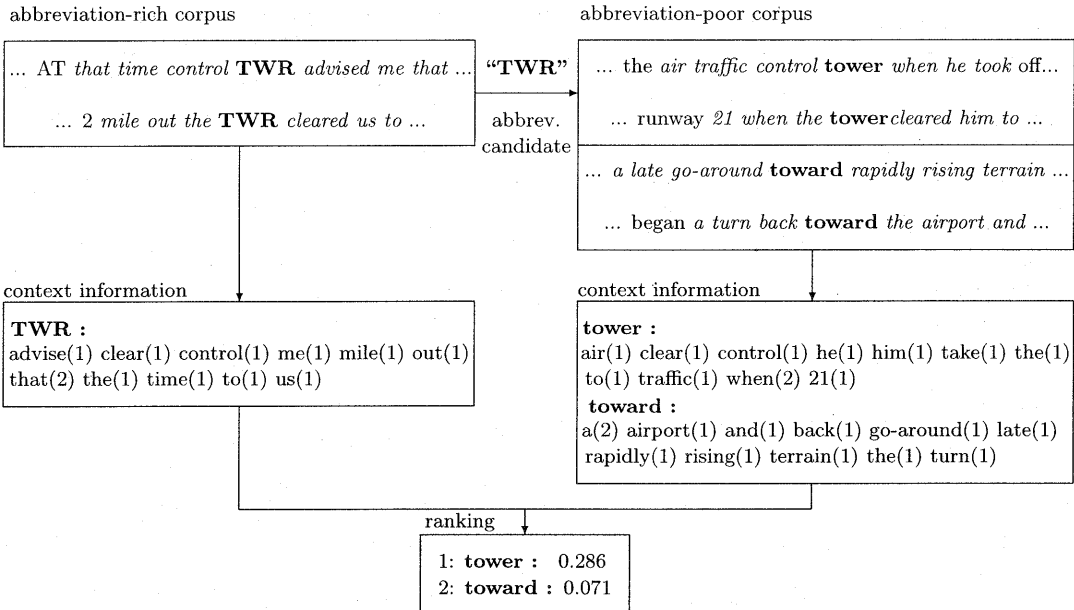 abbreviation-rich corpus
... AT that time control TWR advised me that ...
... 2 mile out the TWR cleared us to ...
“TWR”
abbrev.
candidate
abbreviation-poor corpus
... the air traffic control tower when he took off...
... runway 21 when the towercleared him to ...
... a late go-around toward rapidly rising terrain ...
... began a turn back toward the airport and ...
context information
TWR :
advise(1) clear(1) control(1) me(1) mile(1) out(1)
that(2) the(1) time(1) to(1) us(1)
context information
tower :
air(1) clear(1) control(1) he(1) him(1) take(1) the(1)
to(1) traffic(1) when(2) 21(1)
toward :
a(2) airport(1) and(1) back(1) go-around(1) late(1)
rapidly(1) rising(1) terrain(1) the(1) turn(1)
ranking
1: tower : 0.286
2: toward : 0.071